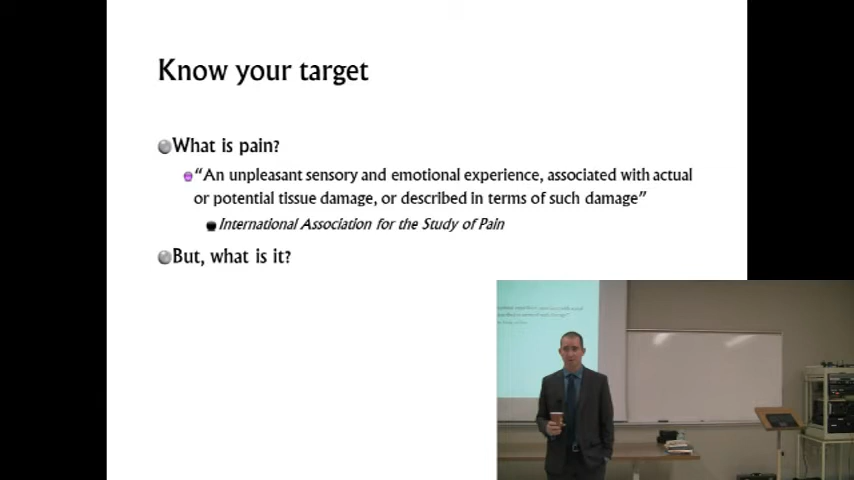 Know your target
What is pain?
“An unpleasant sensory and emotional experience, associated with actual
or potential tissue damage, or described in terms of such damage”
International Association for the Study of Pain
But, what is it?